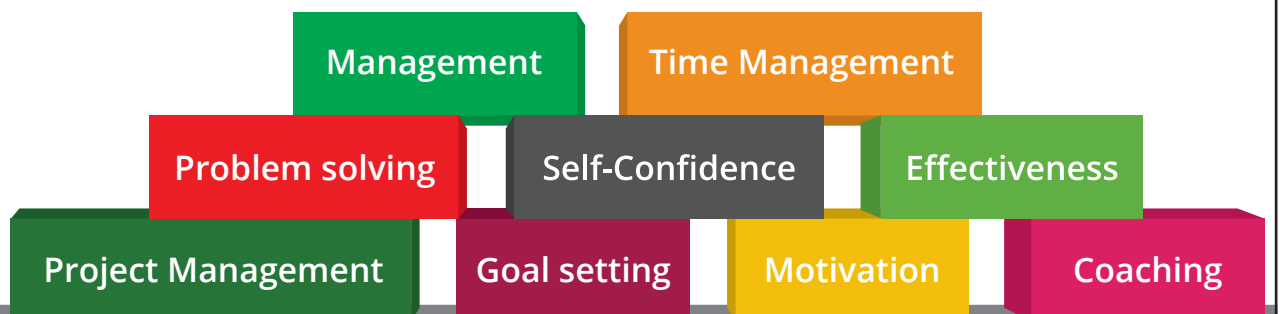 Management Time Management
Problem solving Self-Confidence Effectiveness
Project Management Goal setting Motivation Coaching